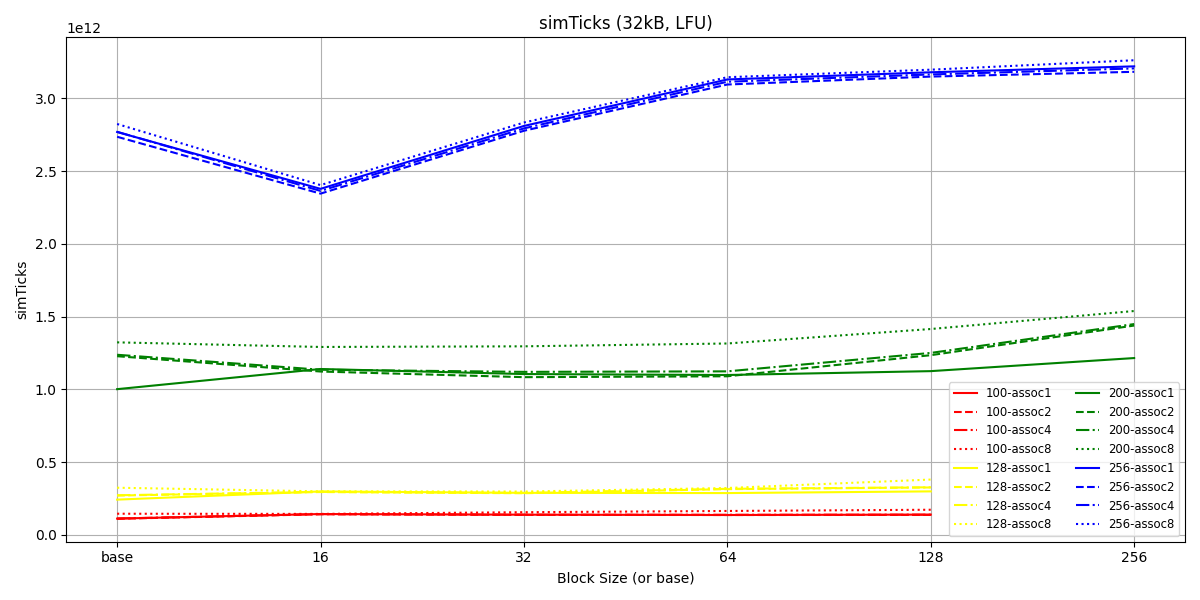 simTicks (32kB, LFU)
1e12
3.0
2.5
2.0
1.5
1.0
0.5
0.0
simTicks
base 16 32 64 128 256
Block Size (or base)
100-assoc1 200-assoc1
100-assoc2 200-assoc2
100-assoc4 200-assoc4
100-assoc8 200-assoc8
128-assoc1 256-assoc1
128-assoc2 256-assoc2
128-assoc4 256-assoc4
128-assoc8 256-assoc8